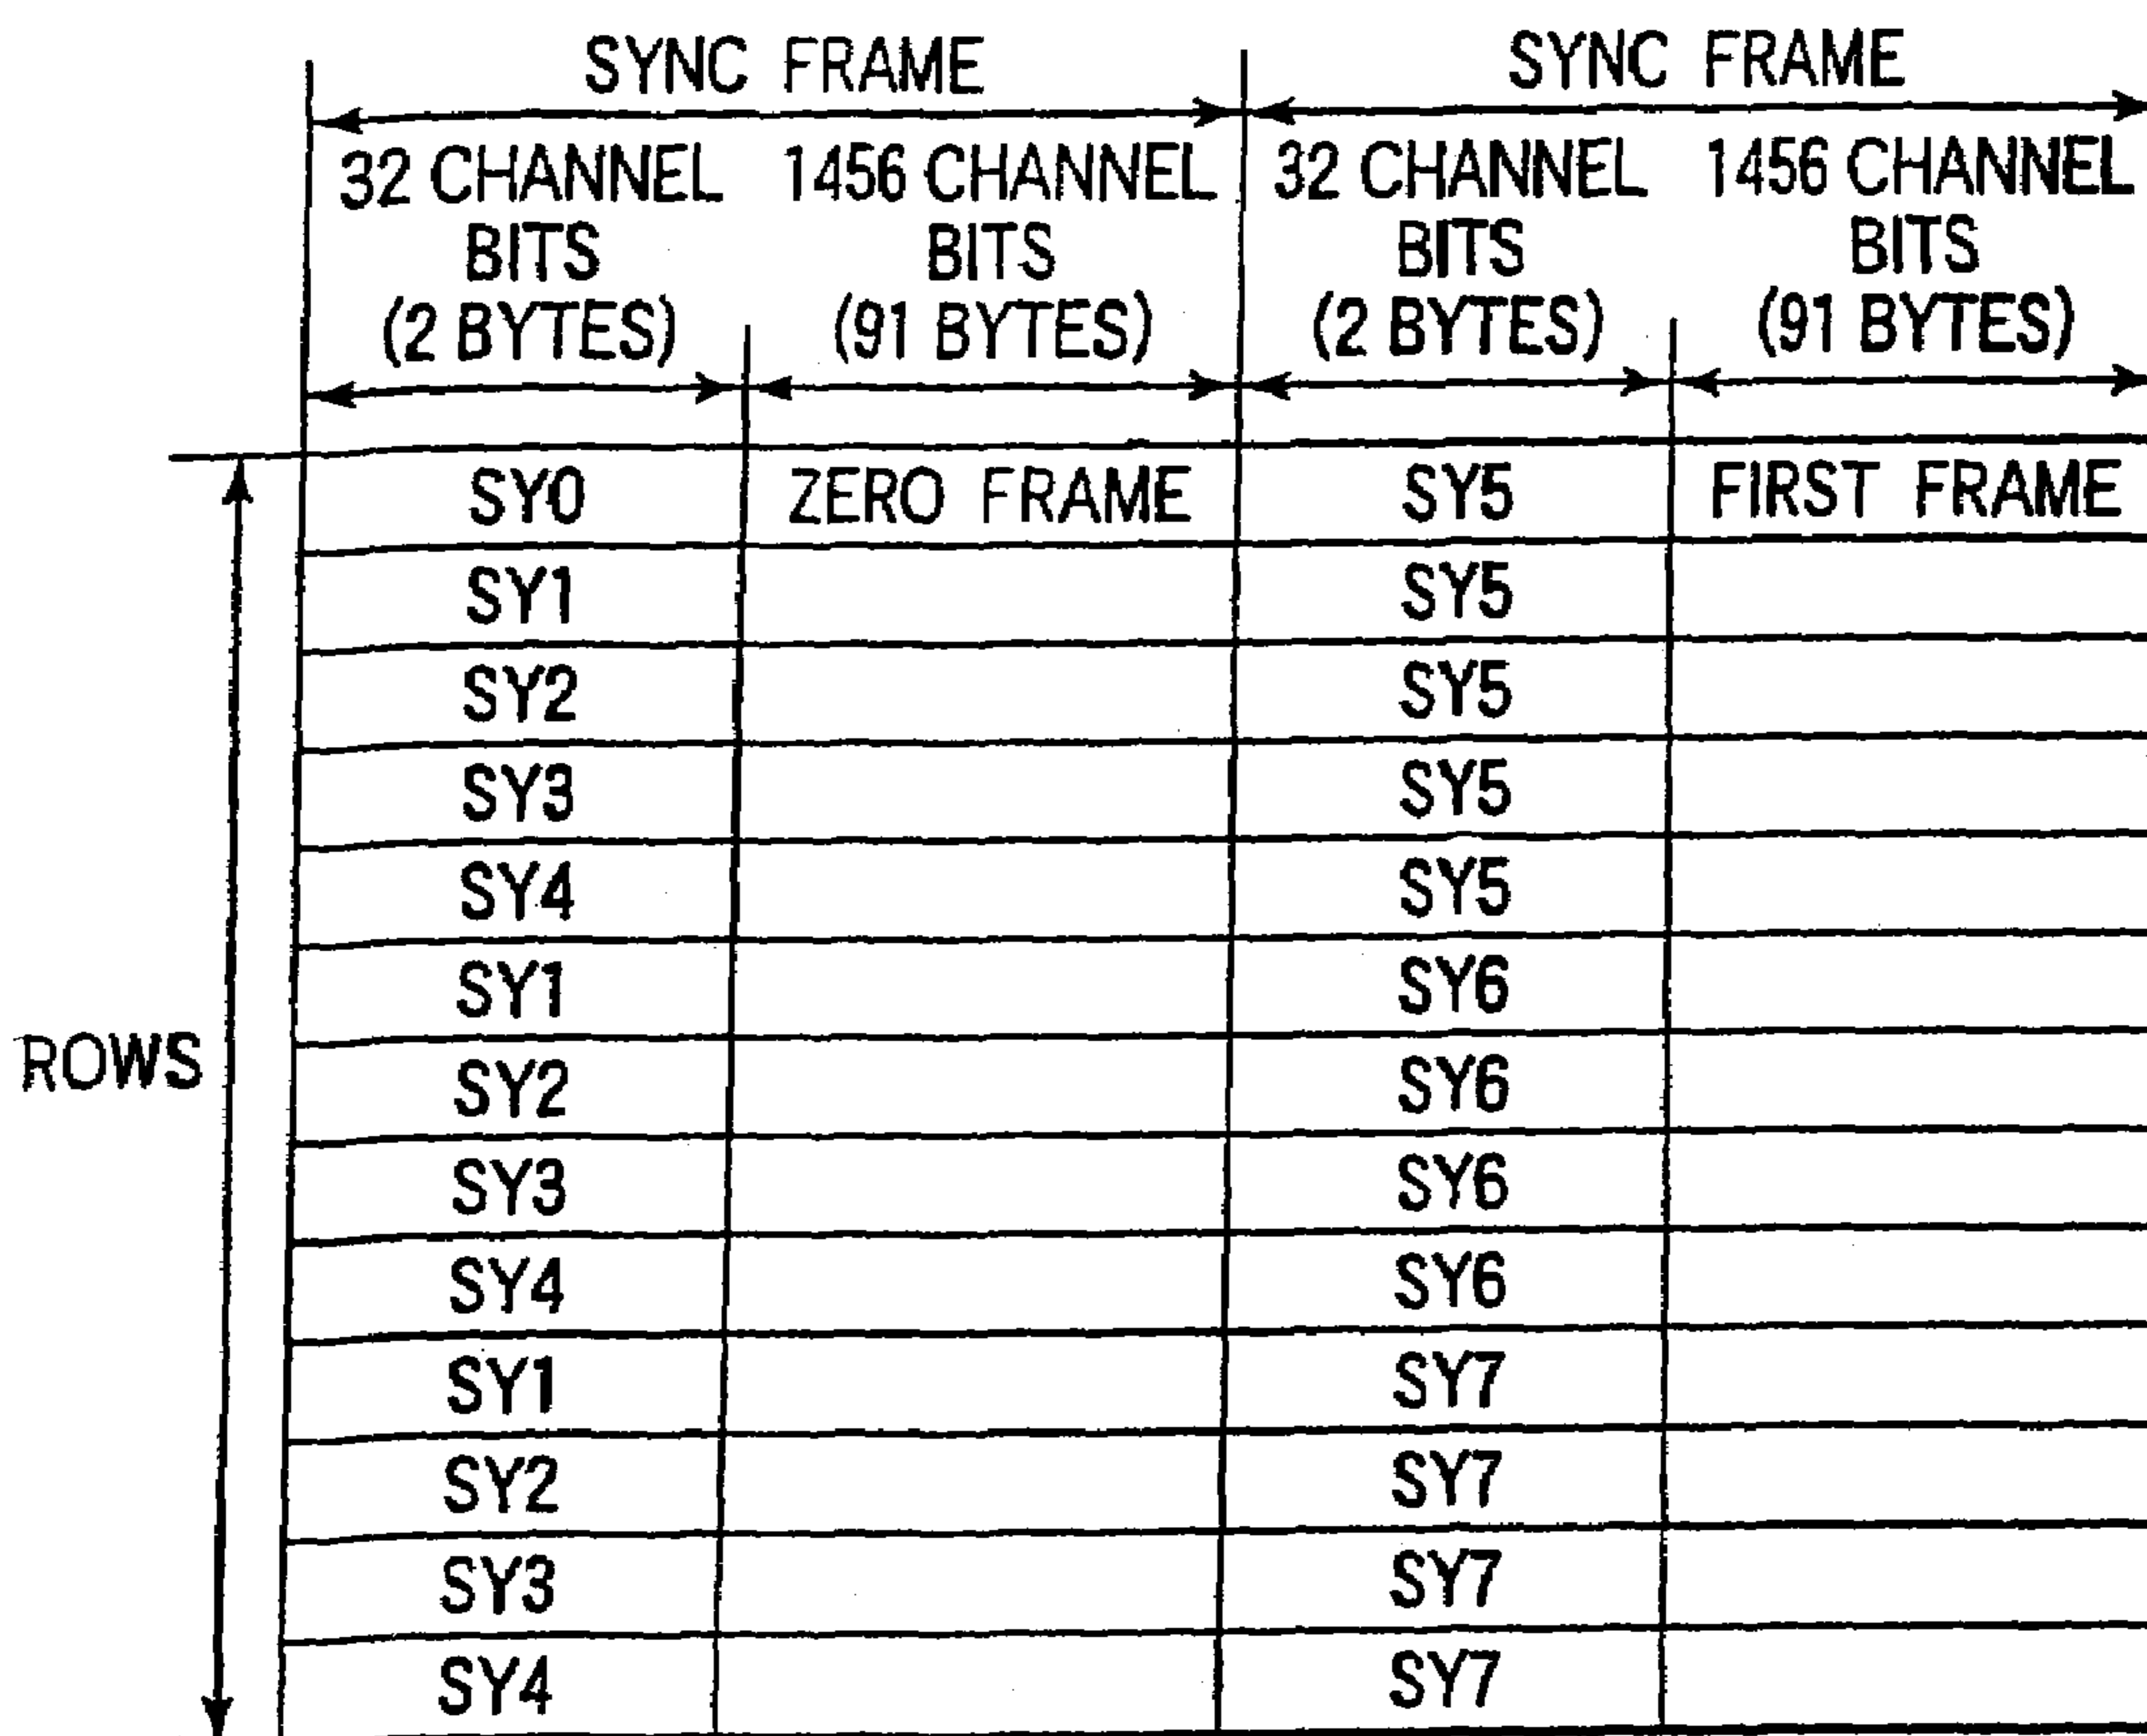 SYNC FRAME SYNC FRAME
32 CHANNEL 1456 CHANNEL 32 CHANNEL 1456 CHANNEL
BITS BITS BITS BITS
(2 BYTES) (91 BYTES) (2 BYTES) (91 BYTES)
SY0 ZERO FRAME SY5 FIRST FRAME
SY1 SY5
SY2 SY5
SY3 SY5
SY4 SY5
SY1 SY6
ROWS SY2 SY6
SY3 SY6
SY4 SY6
SY1 SY7
SY2 SY7
SY3 SY7
SY4 SY7